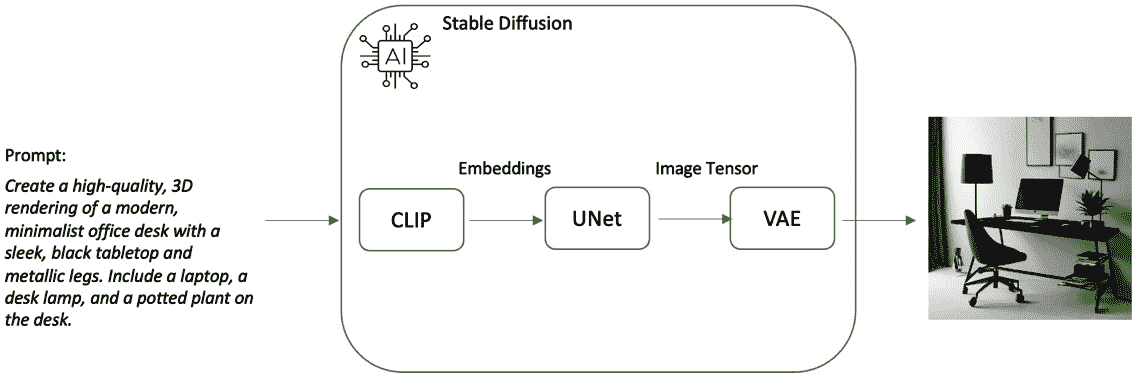 Stable Diffusion
AI
Prompt:
Create a high-quality, 3D
rendering of a modern,
minimalist office desk with a
sleek, black tabletop and
metallic legs. Include a laptop, a
desk lamp, and a potted plant on
the desk.
CLIP
Embeddings
UNet
Image Tensor
VAE